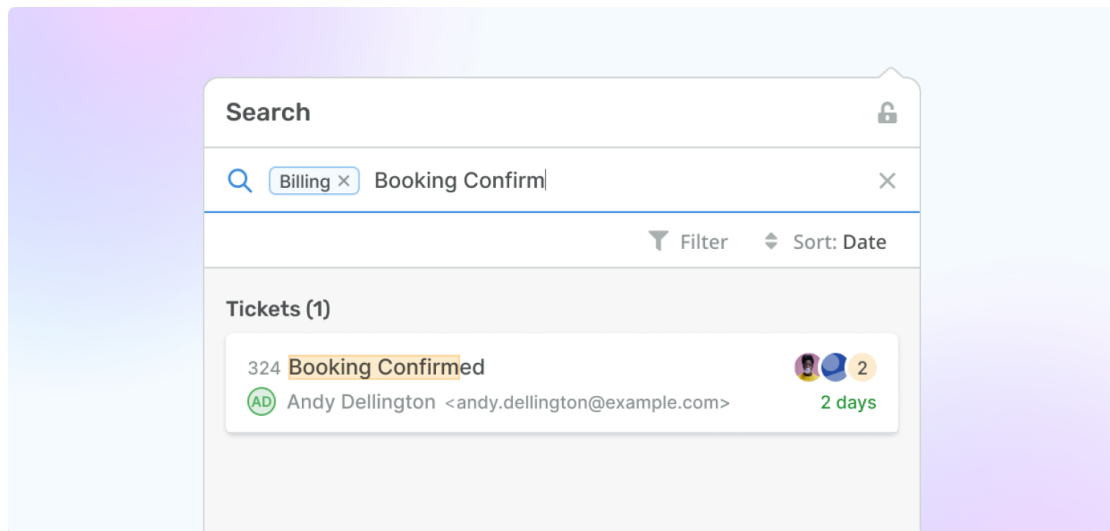 Search
Billing × Booking Confirm
Filter Sort: Date
Tickets (1)
324 Booking Confirmed 2
AD Andy Dellington <andy.dellington@example.com> 2 days